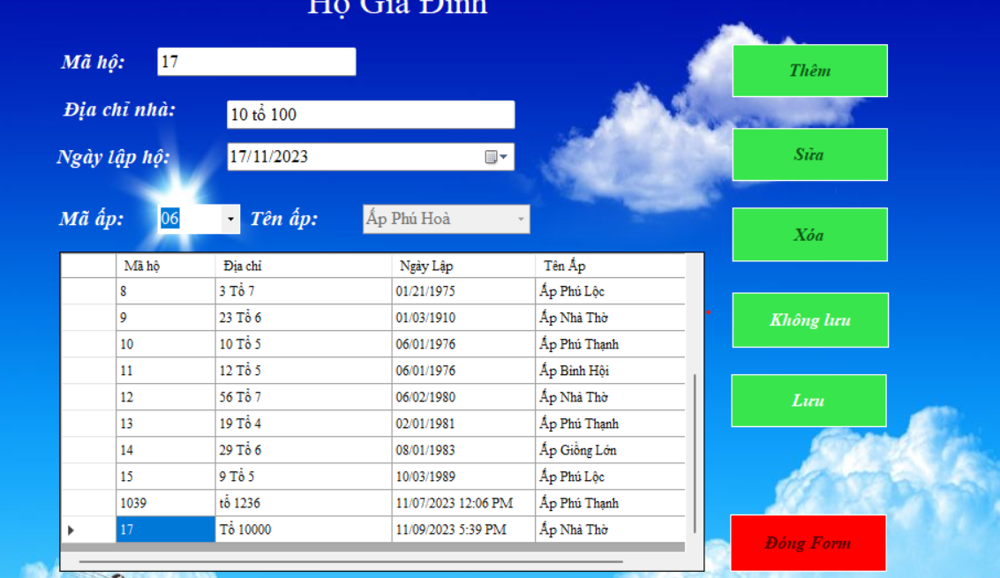 Hộ Gia Đình
Mã hộ: 17
Thêm
Địa chỉ nhà: 10 tổ 100
Ngày lập hộ: 17/11/2023
Sửa
Mã ấp: 06 Tên ấp: Ấp Phú Hoà
Xóa
Mã hộ Địa chỉ Ngày Lập Tên Ấp
8 3 Tổ 7 01/21/1975 Ấp Phú Lộc
9 23 Tổ 6 01/03/1910 Ấp Nhà Thờ
Không lưu
10 10 Tổ 5 06/01/1976 Ấp Phú Thạnh
11 12 Tổ 5 06/01/1976 Ấp Bình Hội
12 56 Tổ 7 06/02/1980 Ấp Nhà Thờ
Lưu
13 19 Tổ 4 02/01/1981 Ấp Phú Thạnh
14 29 Tổ 6 08/01/1983 Ấp Giồng Lớn
15 9 Tổ 5 10/03/1989 Ấp Phú Lộc
1039 tổ 1236 11/07/2023 12:06 PM Ấp Phú Thạnh
17 Tổ 10000 11/09/2023 5:39 PM Ấp Nhà Thờ
Đóng Form